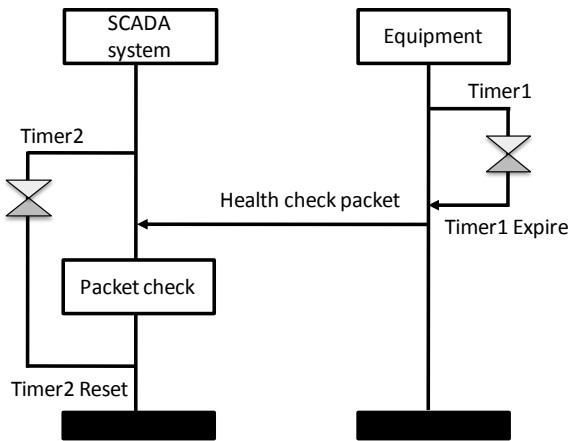 SCADA
system
Equipment
Timer1
Timer2
Health check packet
Timer1 Expire
Packet check
Timer2 Reset